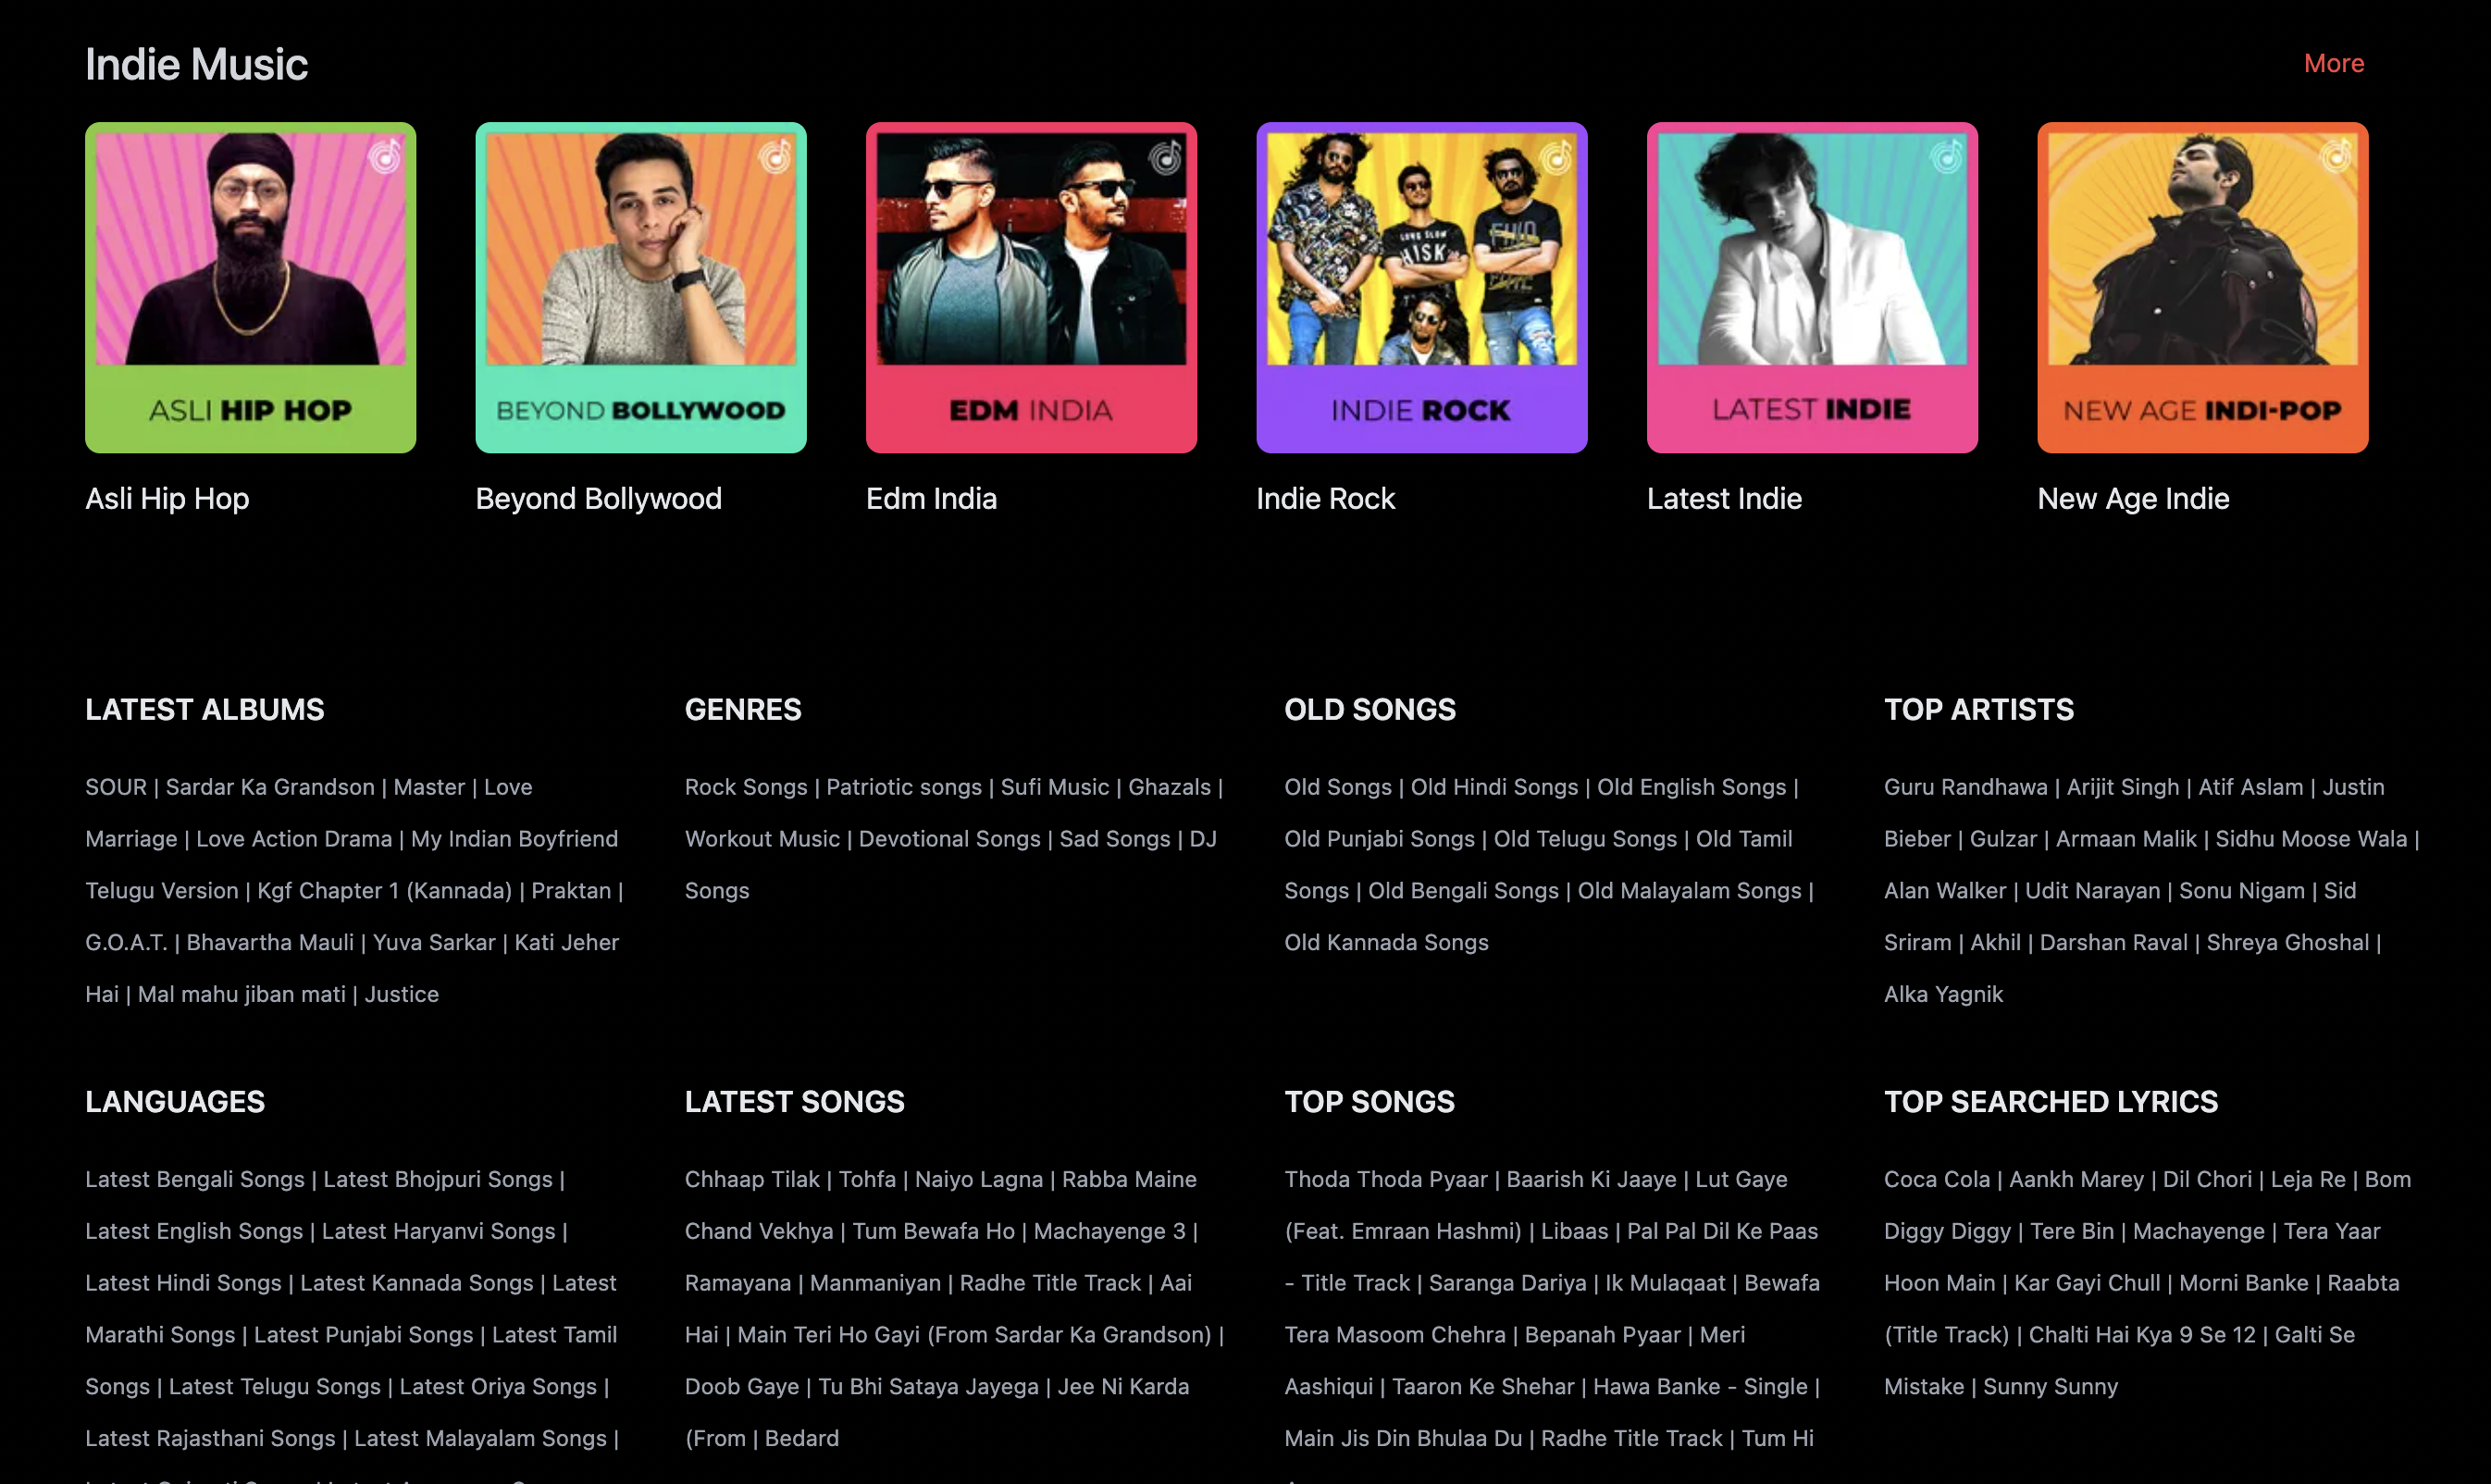 Indie Music
More
ASLI HIP HOP
BEYOND BOLLYWOOD
EDM INDIA
LOVE SLOW
HISK
INDIE ROCK
LATEST INDIE
NEW AGE INDI-POP
Asli Hip Hop
Beyond Bollywood
Edm India
Indie Rock
Latest Indie
New Age Indie
LATEST ALBUMS
SOUR | Sardar Ka Grandson | Master | Love
Marriage | Love Action Drama | My Indian Boyfriend
Telugu Version | Kgf Chapter 1 (Kannada) | Praktan |
G.O.A.T. | Bhavartha Mauli | Yuva Sarkar | Kati Jeher
Hai | Mal mahu jiban mati | Justice
GENRES
Rock Songs | Patriotic songs | Sufi Music | Ghazals |
Workout Music | Devotional Songs | Sad Songs | DJ
Songs
OLD SONGS
Old Songs | Old Hindi Songs | Old English Songs |
Old Punjabi Songs | Old Telugu Songs | Old Tamil
Songs | Old Bengali Songs | Old Malayalam Songs |
Old Kannada Songs
TOP ARTISTS
Guru Randhawa | Arijit Singh | Atif Aslam | Justin
Bieber | Gulzar | Armaan Malik | Sidhu Moose Wala |
Alan Walker | Udit Narayan | Sonu Nigam | Sid
Sriram | Akhil | Darshan Raval | Shreya Ghoshal |
Alka Yagnik
LANGUAGES
Latest Bengali Songs | Latest Bhojpuri Songs |
Latest English Songs | Latest Haryanvi Songs |
Latest Hindi Songs | Latest Kannada Songs | Latest
Marathi Songs | Latest Punjabi Songs | Latest Tamil
Songs | Latest Telugu Songs | Latest Oriya Songs |
Latest Rajasthani Songs | Latest Malayalam Songs |
LATEST SONGS
Chhaap Tilak | Tohfa | Naiyo Lagna | Rabba Maine
Chand Vekhya | Tum Bewafa Ho | Machayenge 3 |
Ramayana | Manmaniyan | Radhe Title Track | Aai
Hai | Main Teri Ho Gayi (From Sardar Ka Grandson) |
Doob Gaye | Tu Bhi Sataya Jayega | Jee Ni Karda
(From | Bedard
TOP SONGS
Thoda Thoda Pyaar | Baarish Ki Jaaye | Lut Gaye
(Feat. Emraan Hashmi) | Libaas | Pal Pal Dil Ke Paas
- Title Track | Saranga Dariya | Ik Mulaqaat | Bewafa
Tera Masoom Chehra | Bepanah Pyaar | Meri
Aashiqui | Taaron Ke Shehar | Hawa Banke - Single |
Main Jis Din Bhulaa Du | Radhe Title Track | Tum Hi
TOP SEARCHED LYRICS
Coca Cola | Aankh Marey | Dil Chori | Leja Re | Bom
Diggy Diggy | Tere Bin | Machayenge | Tera Yaar
Hoon Main | Kar Gayi Chull | Morni Banke | Raabta
(Title Track) | Chalti Hai Kya 9 Se 12 | Galti Se
Mistake | Sunny Sunny